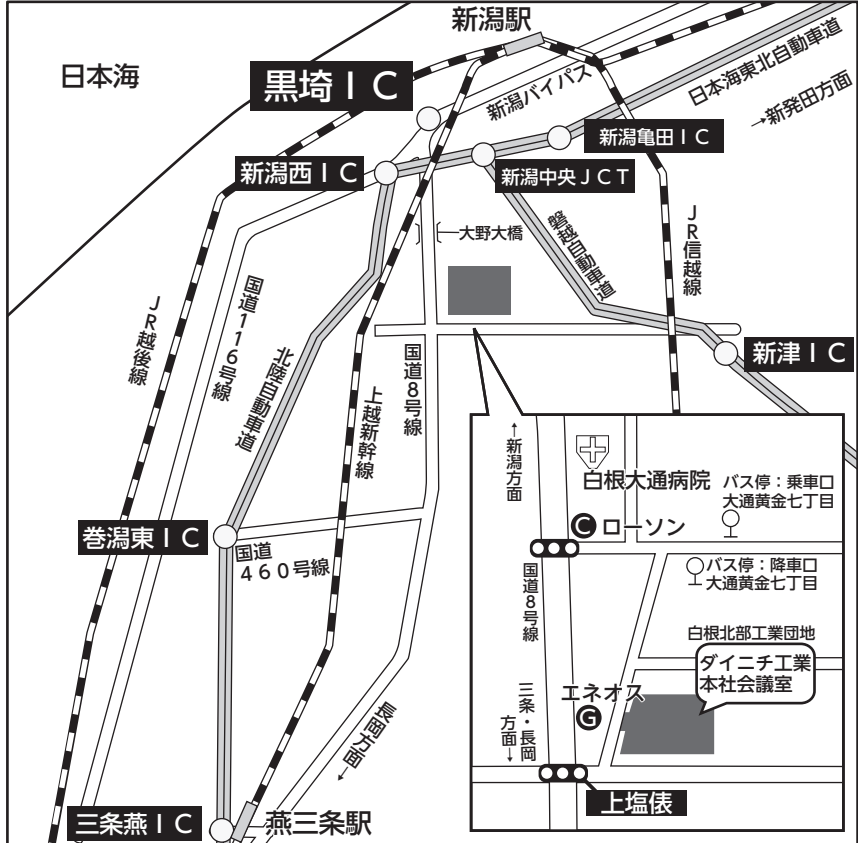 新潟駅
日本海
黒埼ＩＣ
新潟バイパス
日本海東北自動車道
→新発田方面
新潟亀田ＩＣ
新潟西ＩＣ
新潟中央ＪＣＴ
大野大橋
磐越自動車道
ＪＲ信越線
ＪＲ越後線
国道１１６号線
北陸自動車道
上越新幹線
国道８号線
新津ＩＣ
巻潟東ＩＣ
国道
４６０号線
長岡方面→
三条燕ＩＣ
燕三条駅
←新潟方面
白根大通病院
バス停：乗車口
大通黄金七丁目
C ローソン
バス停：降車口
大通黄金七丁目
国道８号線
白根北部工業団地
ダイニチ工業
本社会議室
エネオス
G
三条・長岡
方面→
上塩俵